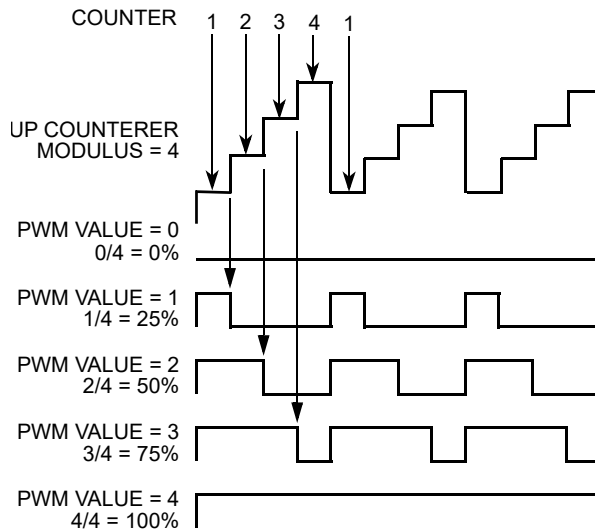 COUNTER 1 2 3 4 1
UP COUNTERER
MODULUS = 4
PWM VALUE = 0
0/4 = 0%
PWM VALUE = 1
1/4 = 25%
PWM VALUE = 2
2/4 = 50%
PWM VALUE = 3
3/4 = 75%
PWM VALUE = 4
4/4 = 100%